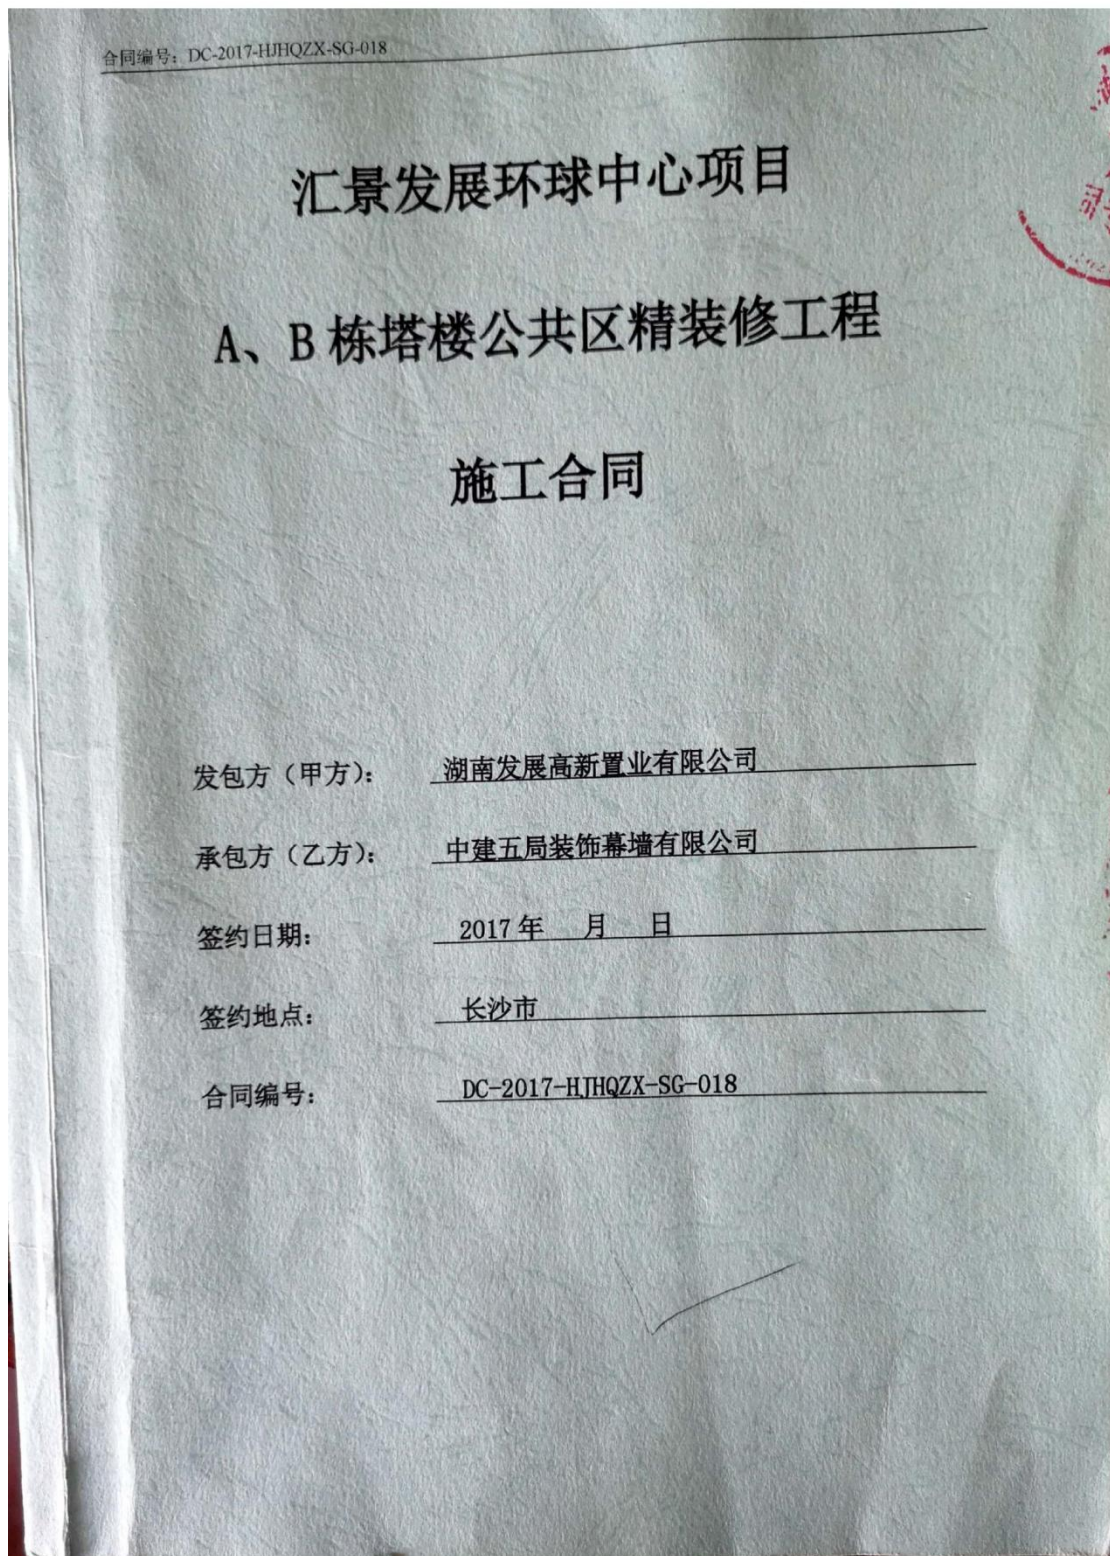 合同编号：DC-2017-HJHQZX-SG-018
汇景发展环球中心项目
A、B栋塔楼公共区精装修工程
施工合同
发包方（甲方）： 湖南发展高新置业有限公司
承包方（乙方）： 中建五局装饰幕墙有限公司
签约日期： 2017年 月 日
签约地点： 长沙市
合同编号： DC-2017-HJHQZX-SG-018